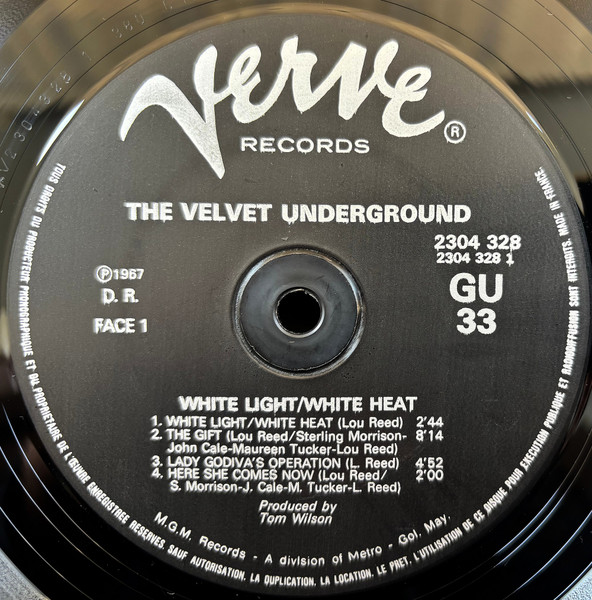 Verve ®
RECORDS
THE VELVET UNDERGROUND
2304 328
2304 328 1
GU
33
℗1967
D. R.
FACE 1
WHITE LIGHT/WHITE HEAT
1. WHITE LIGHT/WHITE HEAT (Lou Reed) 2'44
2. THE GIFT (Lou Reed/Sterling Morrison- 8'14
John Cale-Maureen Tucker-Lou Reed)
3. LADY GODIVA'S OPERATION (L. Reed) 4'52
4. HERE SHE COMES NOW (Lou Reed/ 2'00
S. Morrison-J. Cale-M. Tucker-L. Reed)
Produced by
Tom Wilson
M.G.M. Records - A division of Metro - Gol. May.
TOUS DROITS DU PRODUCTEUR PHONOGRAPHIQUE ET DU PROPRIETAIRE DE L'ŒUVRE ENREGISTREE RESERVES. SAUF AUTORISATION, LA DUPLICATION, LA LOCATION, LE PRET, L'UTILISATION DE CE DISQUE POUR EXECUTION PUBLIQUE ET RADIODIFFUSION SONT INTERDITS. MADE IN FRANCE.